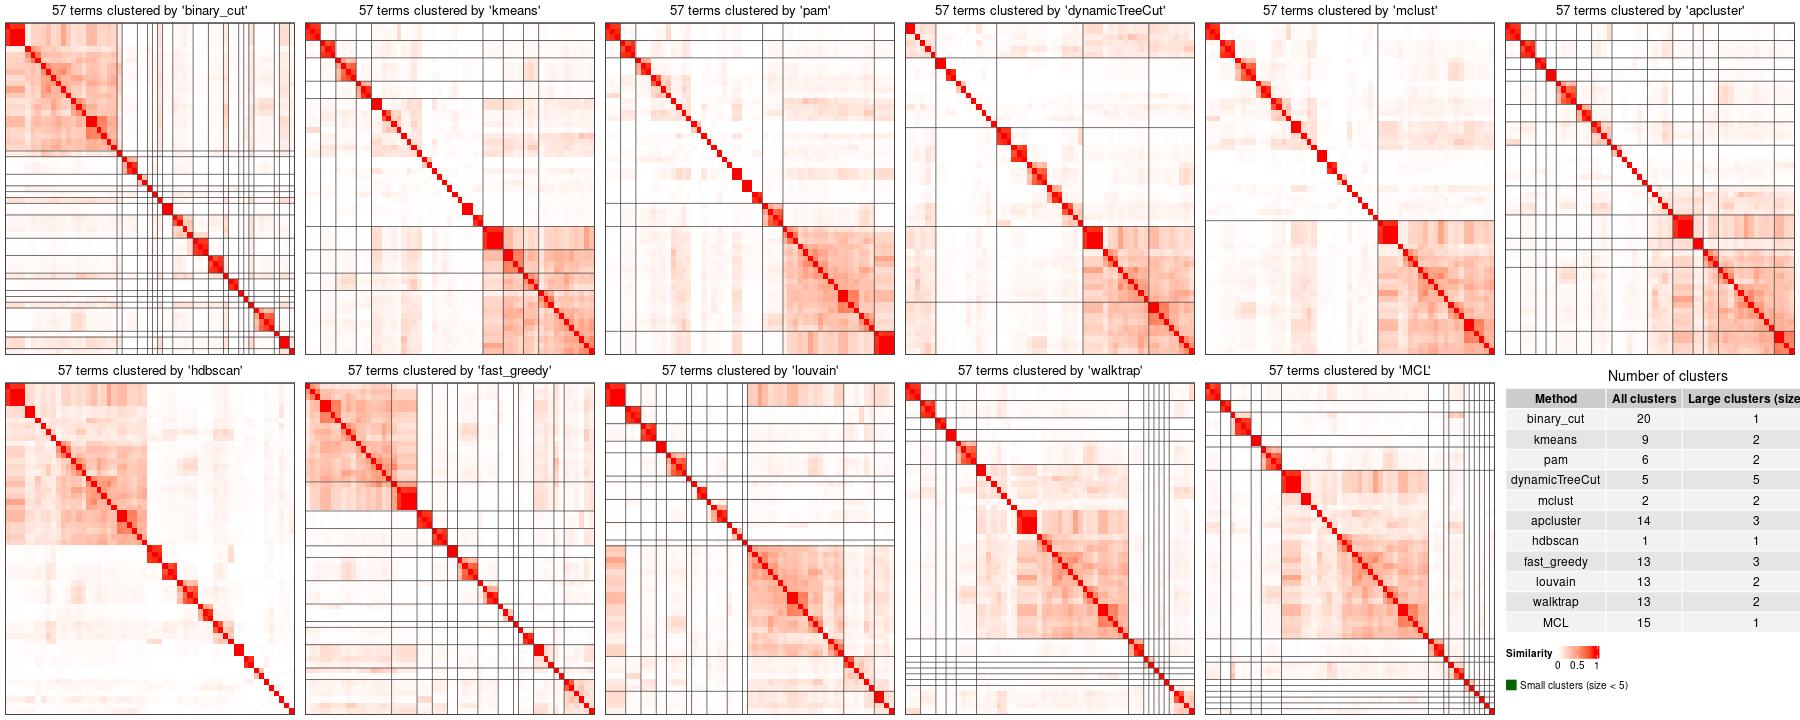 57 terms clustered by 'binary_cut'
57 terms clustered by 'kmeans'
57 terms clustered by 'pam'
57 terms clustered by 'dynamicTreeCut'
57 terms clustered by 'mclust'
57 terms clustered by 'apcluster'
57 terms clustered by 'hdbscan'
57 terms clustered by 'fast_greedy'
57 terms clustered by 'louvain'
57 terms clustered by 'walktrap'
57 terms clustered by 'MCL'
Number of clusters
Method All clusters Large clusters (size
binary_cut 20 1
kmeans 9 2
pam 6 2
dynamicTreeCut 5 5
mclust 2 2
apcluster 14 3
hdbscan 1 1
fast_greedy 13 3
louvain 13 2
walktrap 13 2
MCL 15 1
Similarity
0 0.5 1
Small clusters (size < 5)